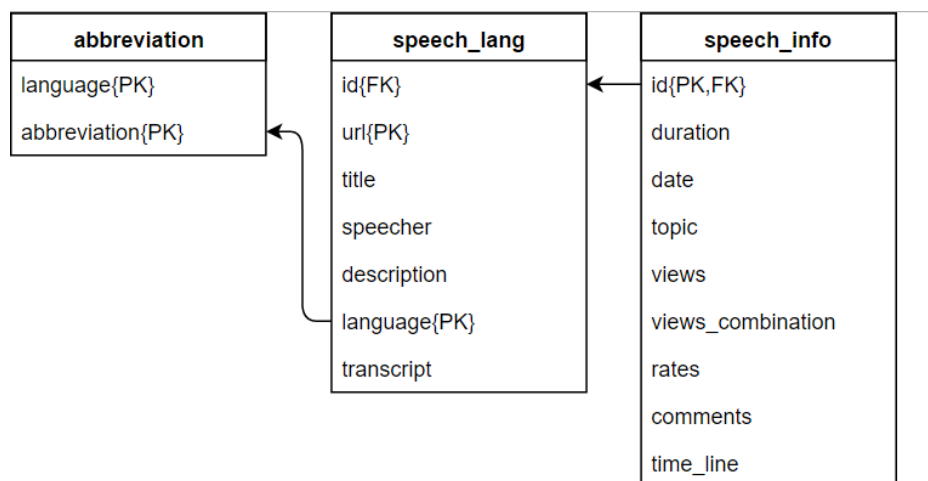 abbreviation
language{PK}
abbreviation{PK}
speech_lang
id{FK}
url{PK}
title
speecher
description
language{PK}
transcript
speech_info
id{PK,FK}
duration
date
topic
views
views_combination
rates
comments
time_line